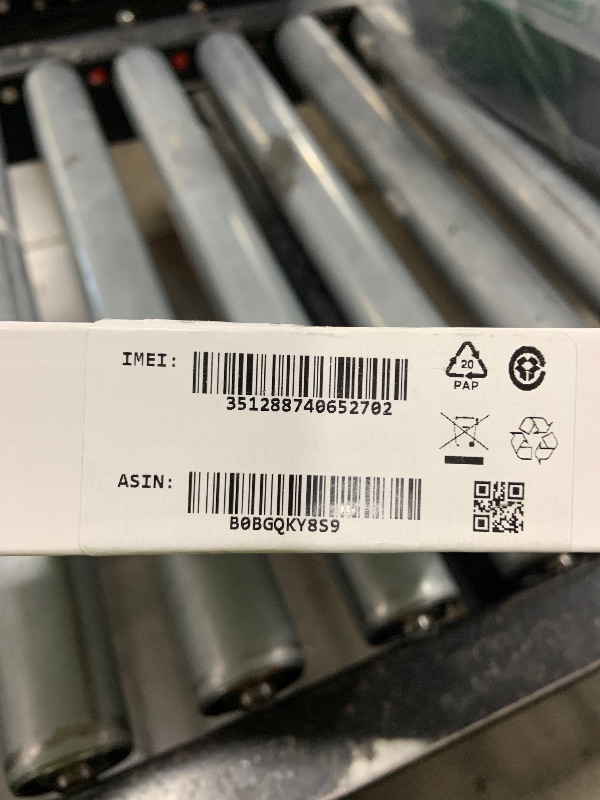 IMEI:
351288740652702
20
PAP
ASIN:
B0BGQKY8S9